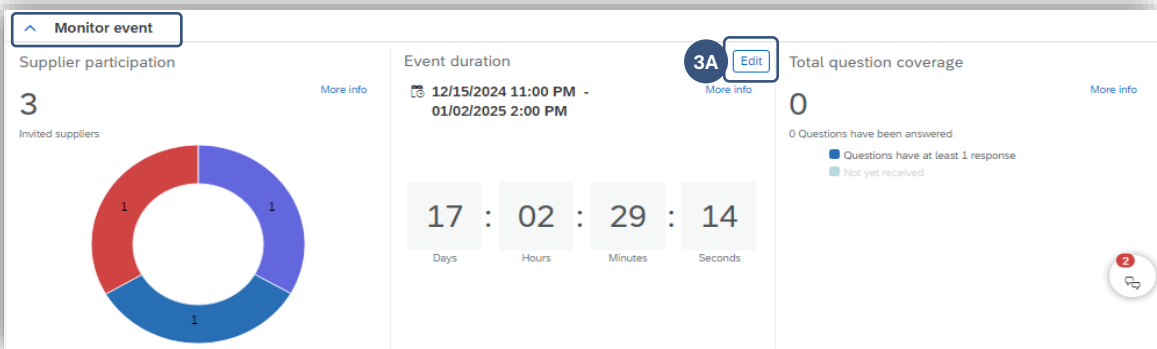 Monitor event
Supplier participation
More info
3
Invited suppliers
1
1
1
Event duration
3A
Edit
12/15/2024 11:00 PM -
01/02/2025 2:00 PM
More info
17 : 02 : 29 : 14
Days Hours Minutes Seconds
Total question coverage
More info
0
0 Questions have been answered
Questions have at least 1 response
Not yet received
2